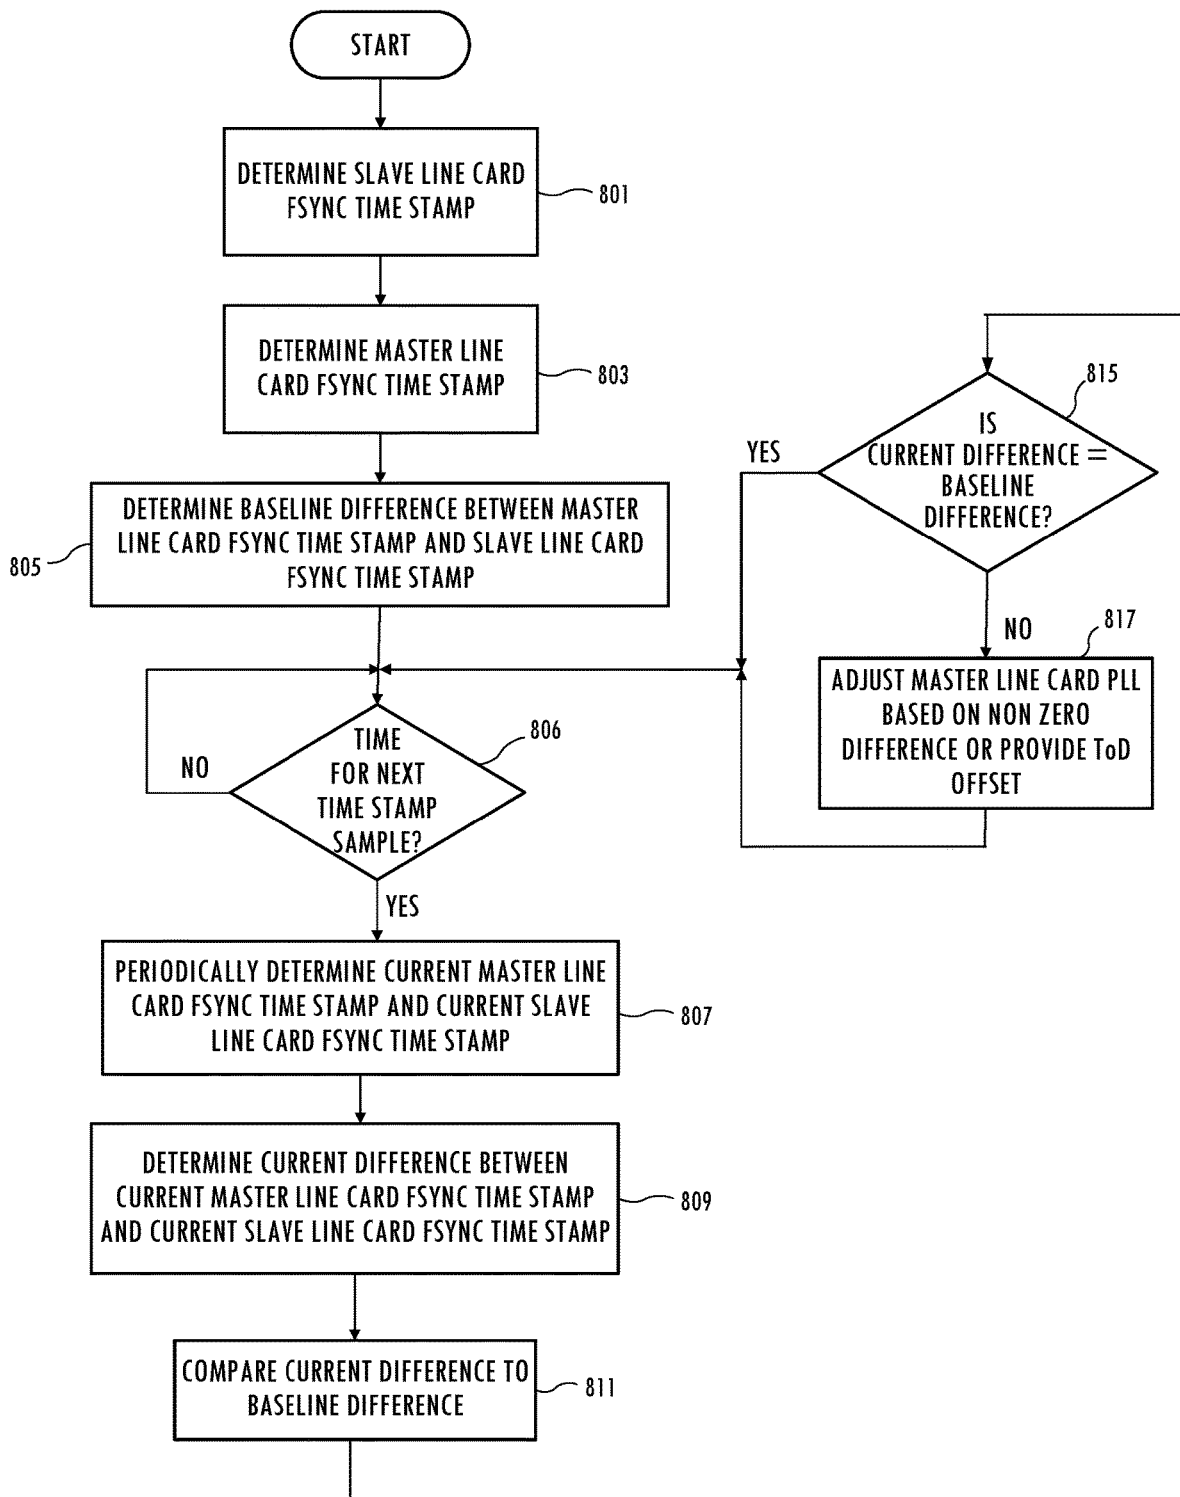 START
DETERMINE SLAVE LINE CARD
FSYNC TIME STAMP
801
DETERMINE MASTER LINE
CARD FSYNC TIME STAMP
803
DETERMINE BASELINE DIFFERENCE BETWEEN MASTER
LINE CARD FSYNC TIME STAMP AND SLAVE LINE CARD
FSYNC TIME STAMP
805
TIME
FOR NEXT
TIME STAMP
SAMPLE?
806
NO
YES
PERIODICALLY DETERMINE CURRENT MASTER LINE
CARD FSYNC TIME STAMP AND CURRENT SLAVE
LINE CARD FSYNC TIME STAMP
807
DETERMINE CURRENT DIFFERENCE BETWEEN
CURRENT MASTER LINE CARD FSYNC TIME STAMP
AND CURRENT SLAVE LINE CARD FSYNC TIME STAMP
809
COMPARE CURRENT DIFFERENCE TO
BASELINE DIFFERENCE
811
815
IS
CURRENT DIFFERENCE =
BASELINE
DIFFERENCE?
YES
NO
817
ADJUST MASTER LINE CARD PLL
BASED ON NON ZERO
DIFFERENCE OR PROVIDE ToD
OFFSET